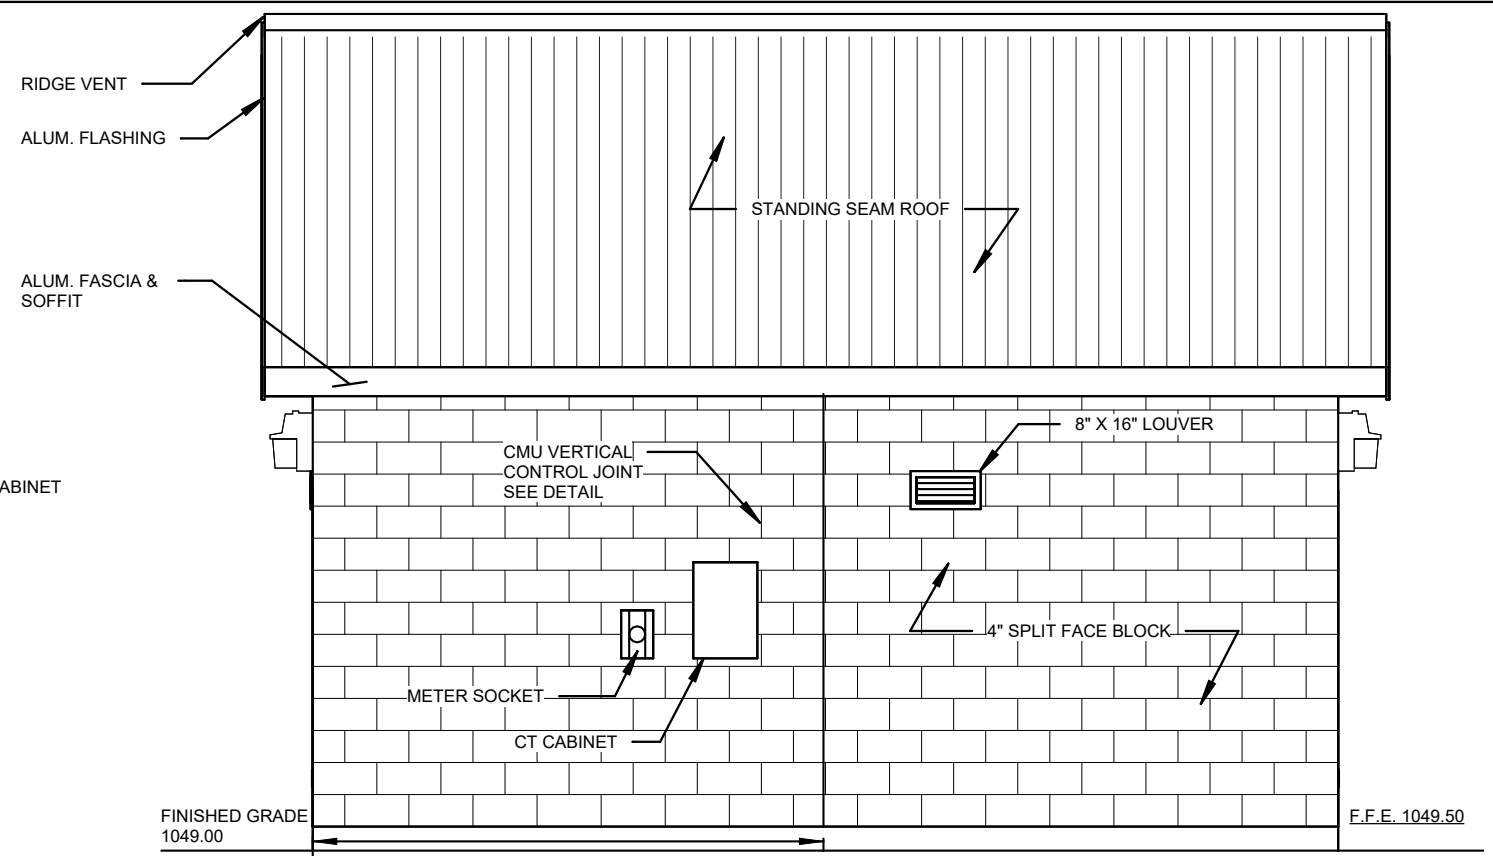 RIDGE VENT
ALUM. FLASHING
STANDING SEAM ROOF
ALUM. FASCIA &
SOFFIT
8" X 16" LOUVER
CMU VERTICAL
CONTROL JOINT
SEE DETAIL
ABINET
4" SPLIT FACE BLOCK
METER SOCKET
CT CABINET
FINISHED GRADE
1049.00
F.F.E. 1049.50